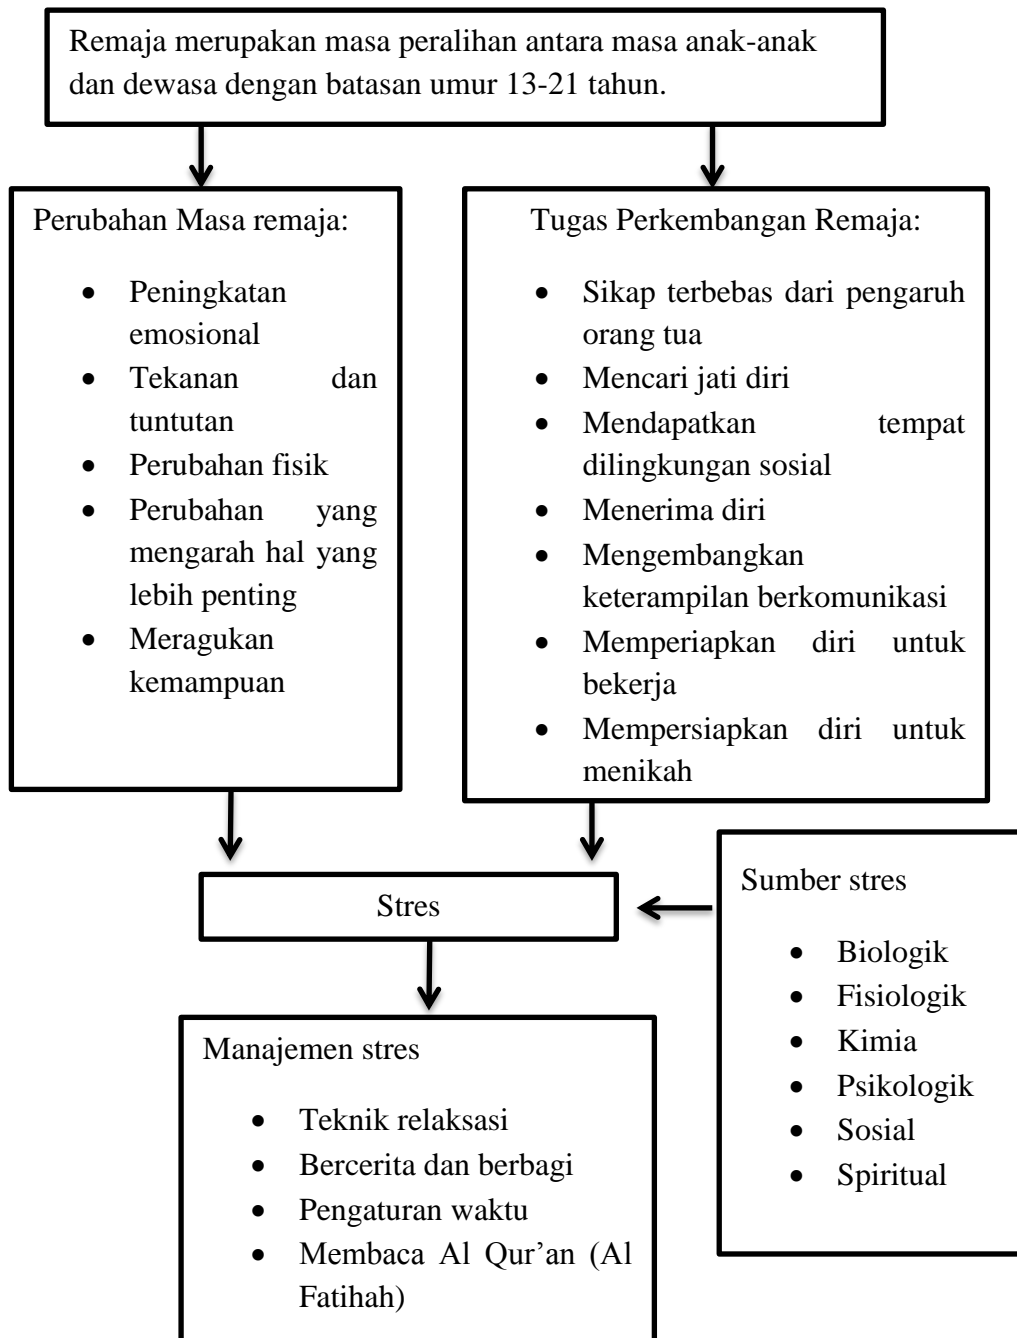 Remaja merupakan masa peralihan antara masa anak-anak
dan dewasa dengan batasan umur 13-21 tahun.
Perubahan Masa remaja:
• Peningkatan
emosional
• Tekanan dan
tuntutan
• Perubahan fisik
• Perubahan yang
mengarah hal yang
lebih penting
• Meragukan
kemampuan
Tugas Perkembangan Remaja:
• Sikap terbebas dari pengaruh
orang tua
• Mencari jati diri
• Mendapatkan tempat
dilingkungan sosial
• Menerima diri
• Mengembangkan
keterampilan berkomunikasi
• Memperiapkan diri untuk
bekerja
• Mempersiapkan diri untuk
menikah
Stres
Sumber stres
• Biologik
• Fisiologik
• Kimia
• Psikologik
• Sosial
• Spiritual
Manajemen stres
• Teknik relaksasi
• Bercerita dan berbagi
• Pengaturan waktu
• Membaca Al Qur’an (Al
Fatihah)